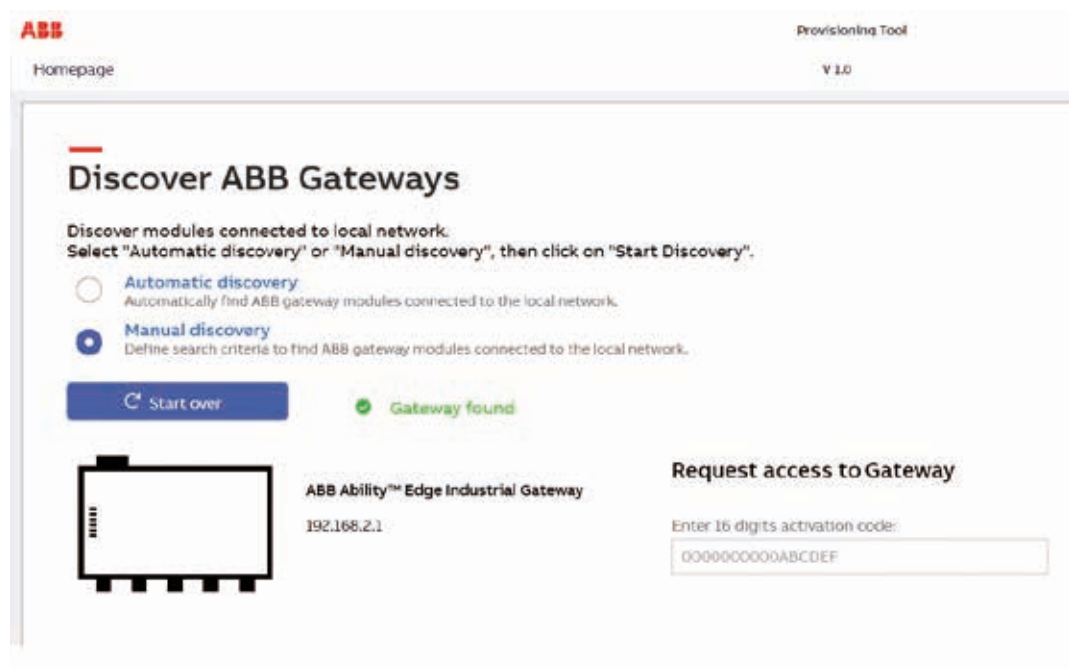 ABB
Provisioning Tool
Homepage
V 1.0
Discover ABB Gateways
Discover modules connected to local network.
Select "Automatic discovery" or "Manual discovery", then click on "Start Discovery".
Automatic discovery
Automatically find ABB gateway modules connected to the local network.
Manual discovery
Define search criteria to find ABB gateway modules connected to the local network.
Start over
Gateway found
ABB Ability™ Edge Industrial Gateway
192.168.2.1
Request access to Gateway
Enter 16 digits activation code:
0000000000ABCDEF